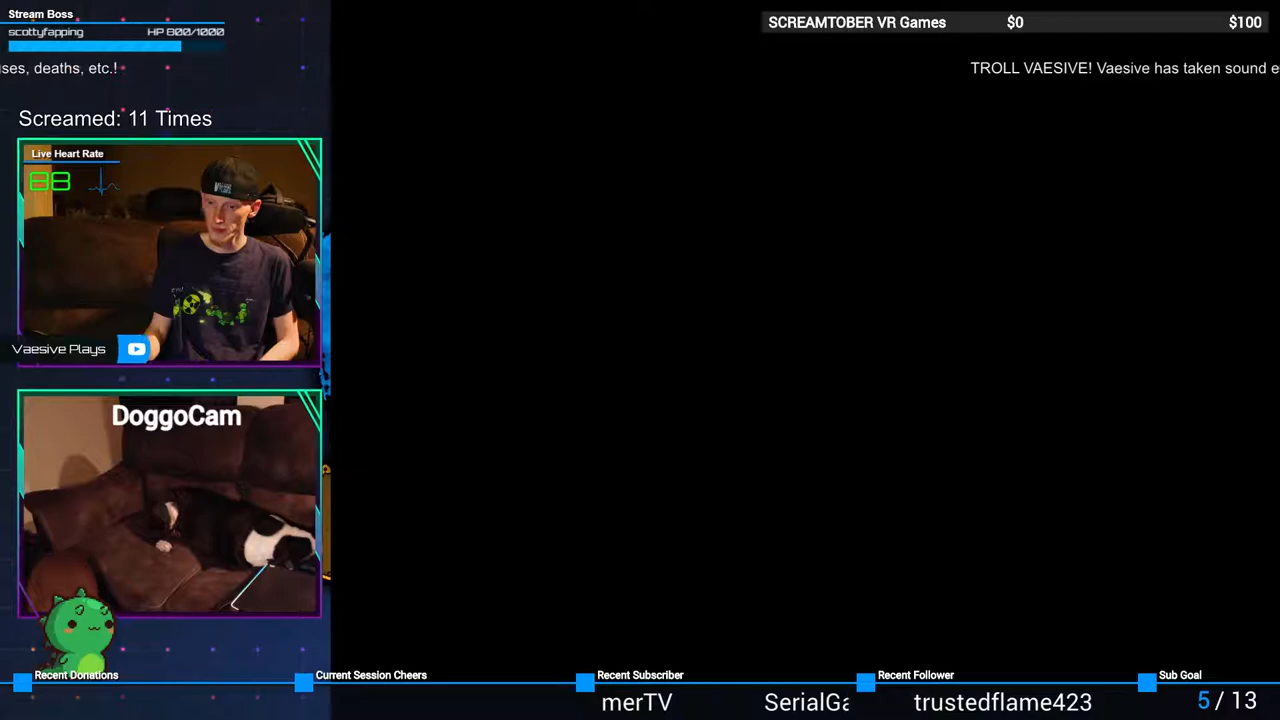 Stream Boss
scottyfapping HP 800/1000
uses, deaths, etc.!
SCREAMTOBER VR Games $0 $100
TROLL VAESIVE! Vaesive has taken sound e
Screamed: 11 Times
Live Heart Rate
88
Vaesive Plays
DoggoCam
Recent Donations
Current Session Cheers
Recent Subscriber
merTV SerialGa
Recent Follower
trustedflame423
Sub Goal
5 / 13